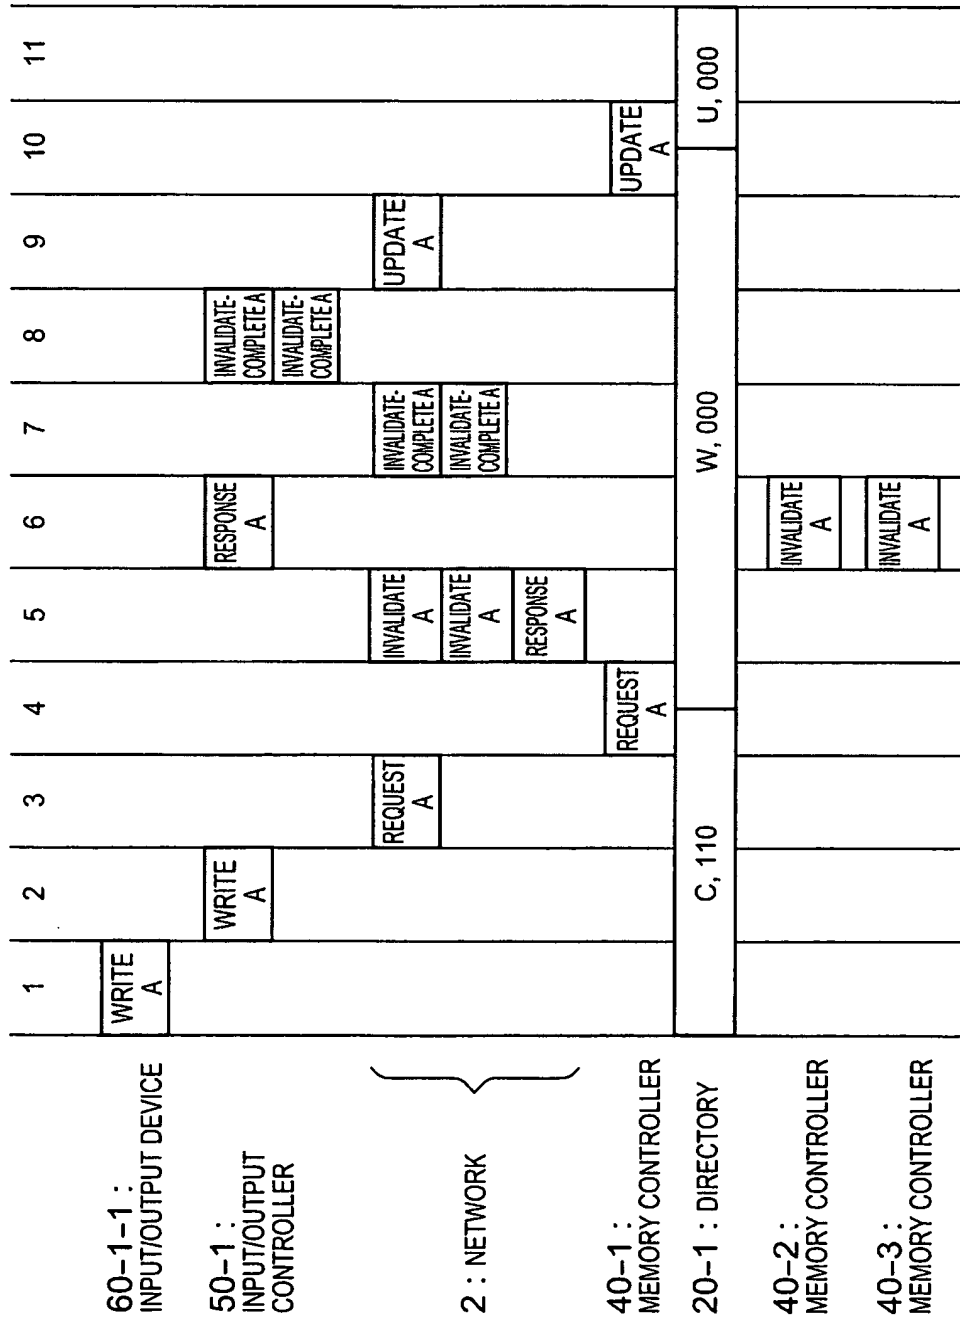 1 2 3 4 5 6 7 8 9 10 11
60-1-1 :
INPUT/OUTPUT DEVICE
WRITE
A
50-1 :
INPUT/OUTPUT
CONTROLLER
WRITE
A
RESPONSE
A
INVALIDATE-
COMPLETE A
INVALIDATE-
COMPLETE A
2 : NETWORK
REQUEST
A
INVALIDATE
A
INVALIDATE
A
RESPONSE
A
INVALIDATE-
COMPLETE A
INVALIDATE-
COMPLETE A
UPDATE
A
40-1 :
MEMORY CONTROLLER
REQUEST
A
UPDATE
A
20-1 : DIRECTORY
C, 110
W, 000
U, 000
40-2 :
MEMORY CONTROLLER
INVALIDATE
A
40-3 :
MEMORY CONTROLLER
INVALIDATE
A